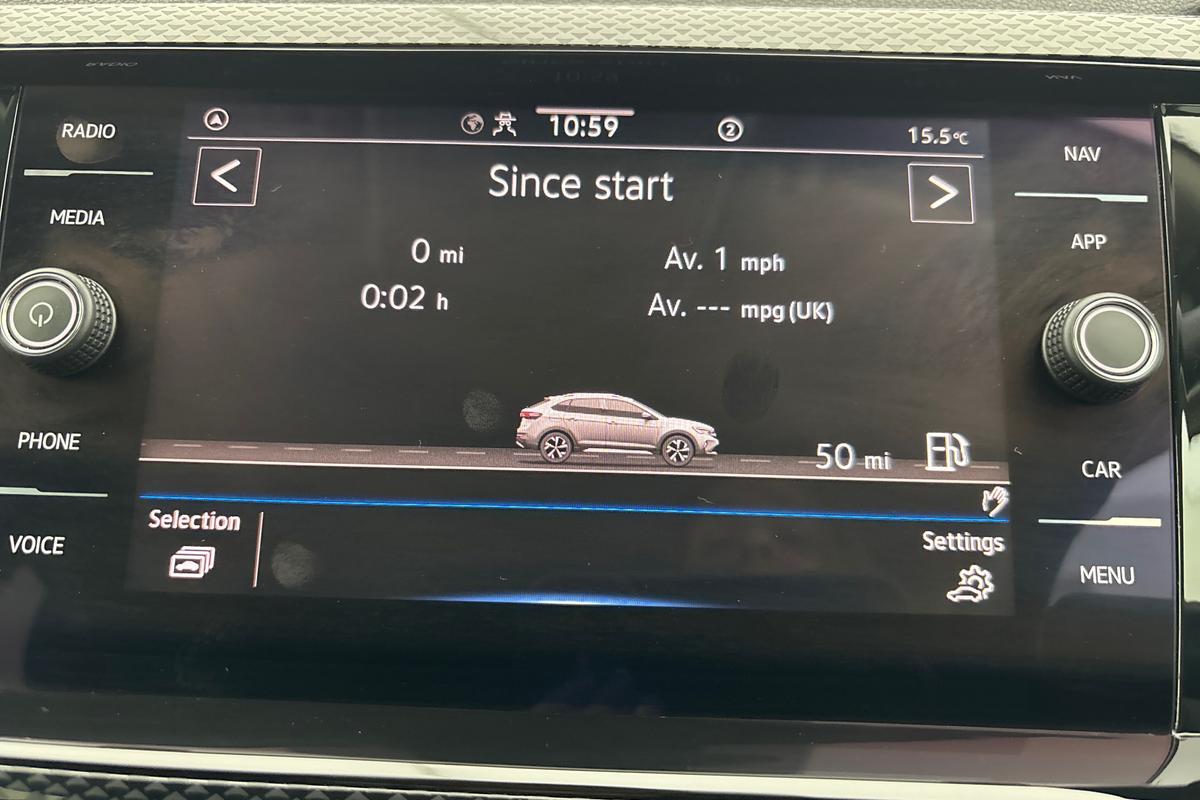 RADIO
MEDIA
PHONE
VOICE
10:59
2
15.5°C
<
Since start
>
0 mi
Av. 1 mph
0:02 h
Av. --- mpg (UK)
50 mi
Selection
Settings
NAV
APP
CAR
MENU